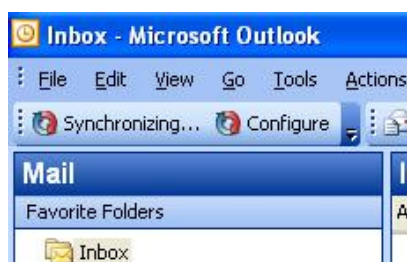 Inbox - Microsoft Outlook
File Edit View Go Tools Actions
Synchronizing... Configure
Mail
Favorite Folders
Inbox